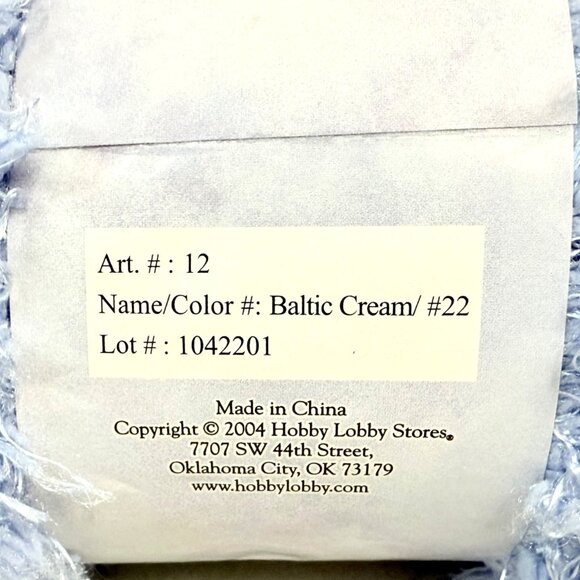 Art. # : 12
Name/Color #: Baltic Cream/ #22
Lot # : 1042201
Made in China
Copyright © 2004 Hobby Lobby Stores®
7707 SW 44th Street,
Oklahoma City, OK 73179
www.hobbylobby.com